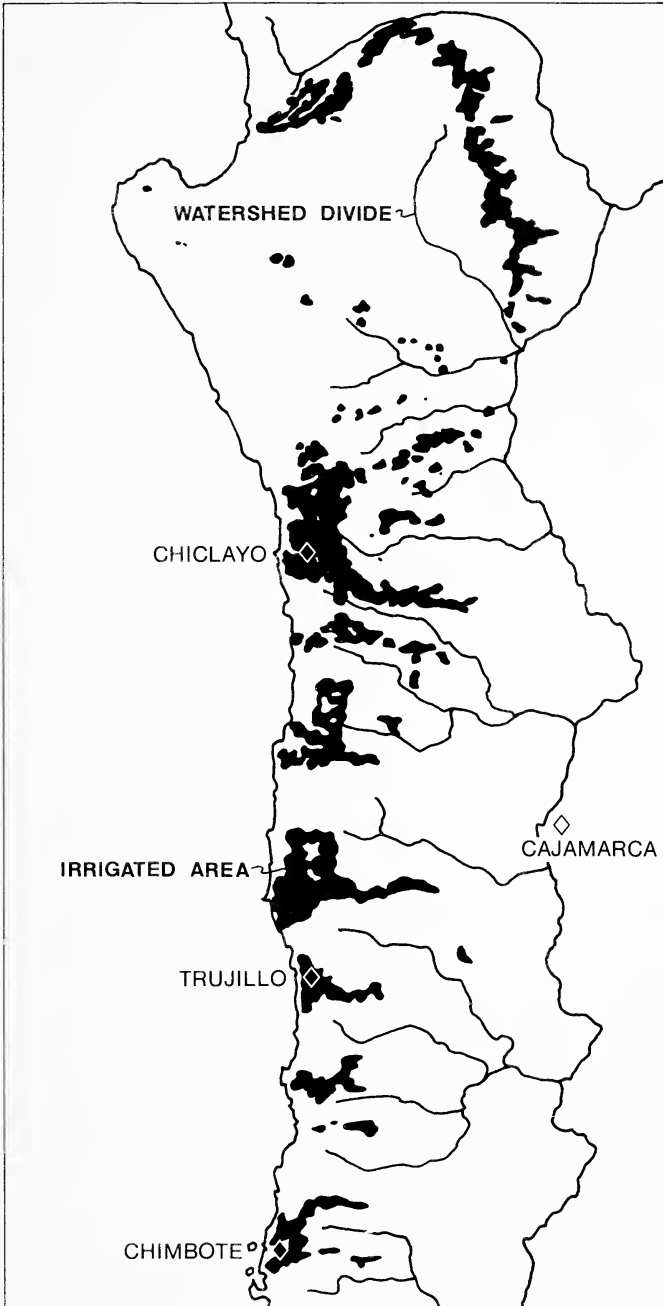 WATERSHED DIVIDE
CHICLAYO
CAJAMARCA
IRRIGATED AREA
TRUJILLO
CHIMBOTE